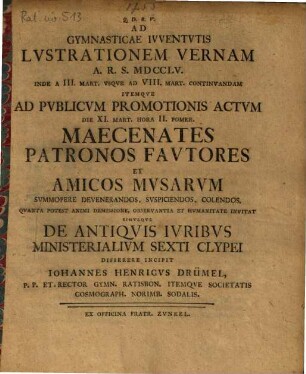 Rat. civ. 513
Q. D. B. V.
AD
GYMNASTICAE IVVENTVTIS
LVSTRATIONEM VERNAM
A. R. S. MDCCLV.
INDE A III. MART. VSQVE AD VIII. MART. CONTINVANDAM
ITEMQVE
AD PVBLICVM PROMOTIONIS ACTVM
DIE XI. MART. HORA II. POMER.
MAECENATES
PATRONOS FAVTORES
ET
AMICOS MVSARVM
SVMMOPERE DEVENERANDOS, SVSPICIENDOS, COLENDOS,
QVANTA POTEST ANIMI DEMISSIONE, OBSERVANTIA ET HVMANITATE INVITAT
SIMVLQVE
DE ANTIQVIS IVRIBVS
MINISTERIALIVM SEXTI CLYPEI
DISSERERE INCIPIT
IOHANNES HENRICVS DRÜMEL,
P. P. ET RECTOR GYMN. RATISBON. ITEMQVE SOCIETATIS
COSMOGRAPH. NORIMB. SODALIS.
EX OFFICINA FRATR. ZVNKEL.